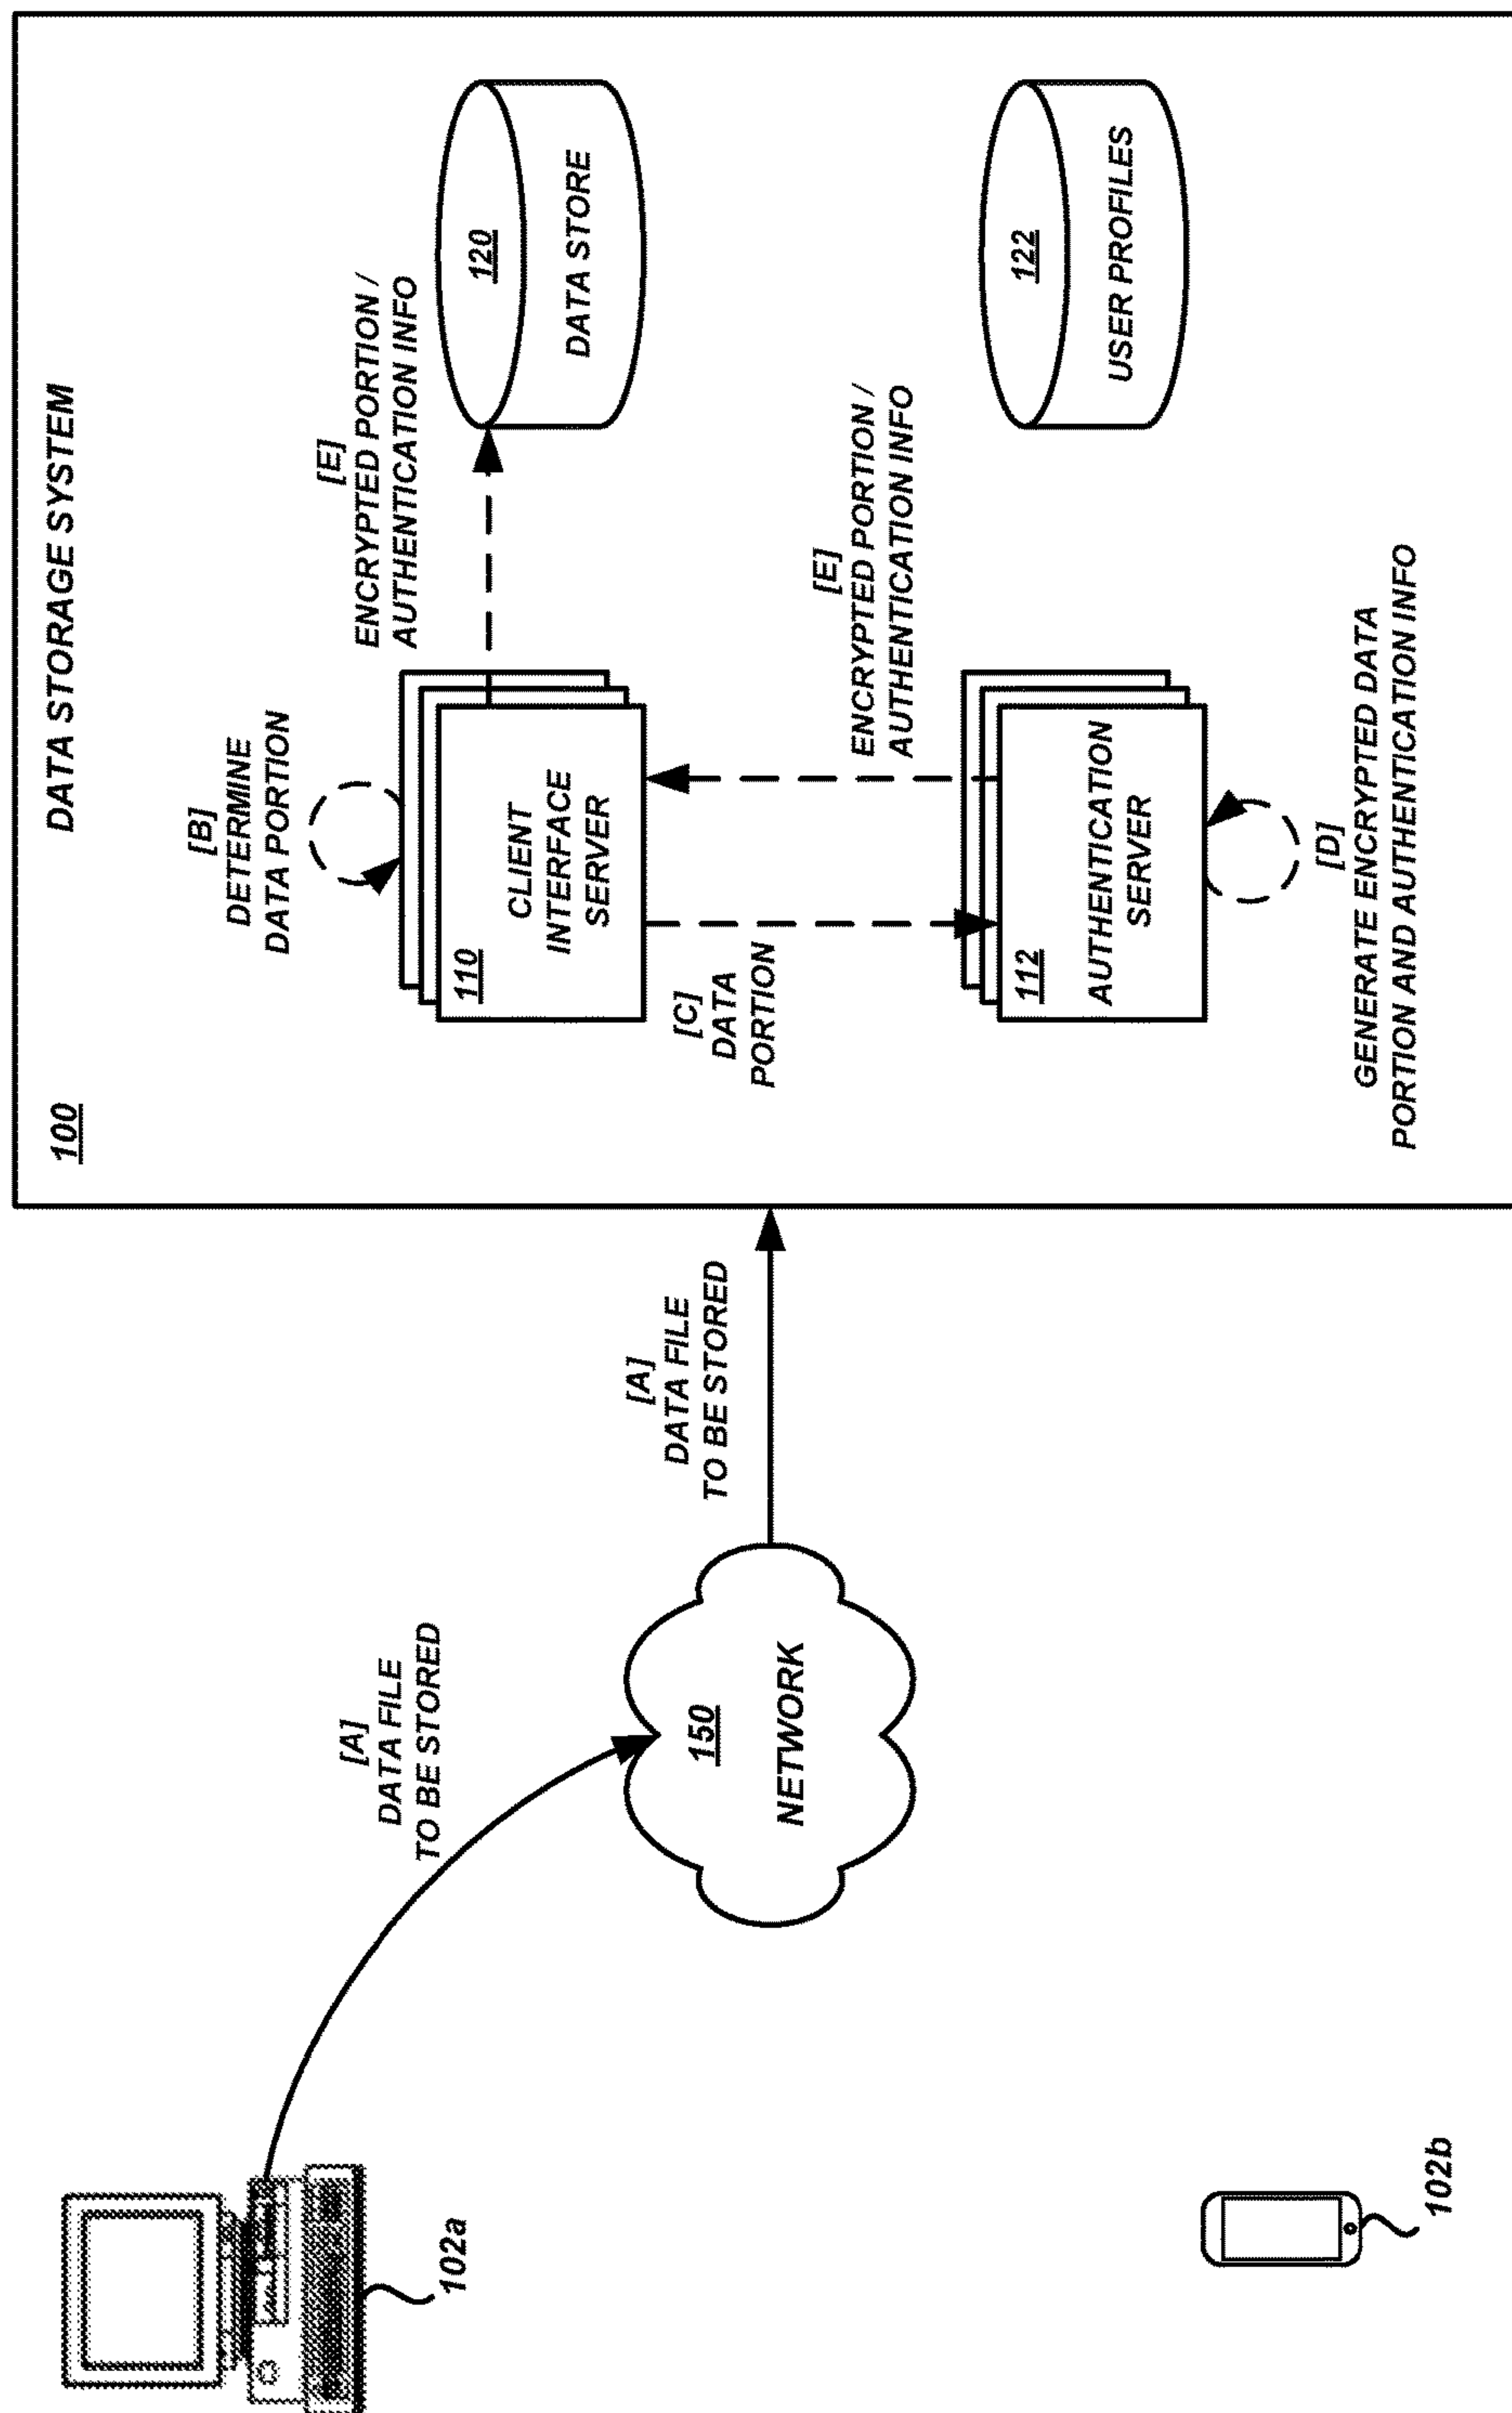 DATA STORAGE SYSTEM
100
[B]
DETERMINE
DATA PORTION
[E]
ENCRYPTED PORTION /
AUTHENTICATION INFO
110
CLIENT
INTERFACE
SERVER
120
DATA STORE
[A]
DATA FILE
TO BE STORED
[A]
DATA FILE
TO BE STORED
102a
150
NETWORK
[C]
DATA
PORTION
[E]
ENCRYPTED PORTION /
AUTHENTICATION INFO
112
AUTHENTICATION
SERVER
122
USER PROFILES
[D]
GENERATE ENCRYPTED DATA
PORTION AND AUTHENTICATION INFO
102b